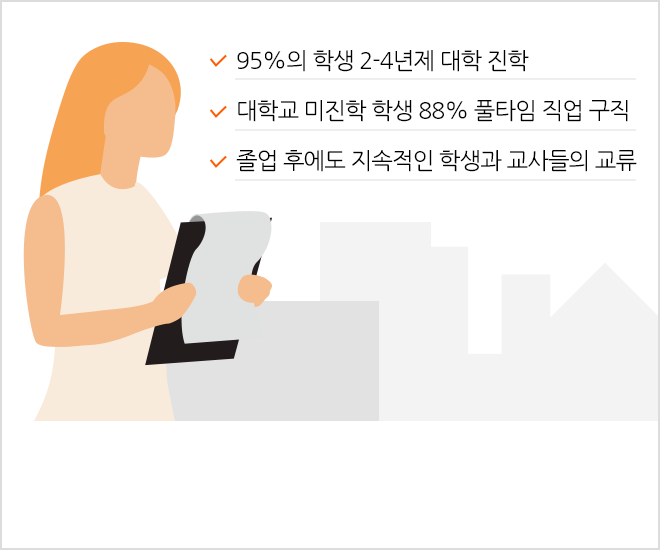 95%의 학생 2-4년제 대학 진학
대학교 미진학 학생 88% 풀타임 직업 구직
졸업 후에도 지속적인 학생과 교사들의 교류